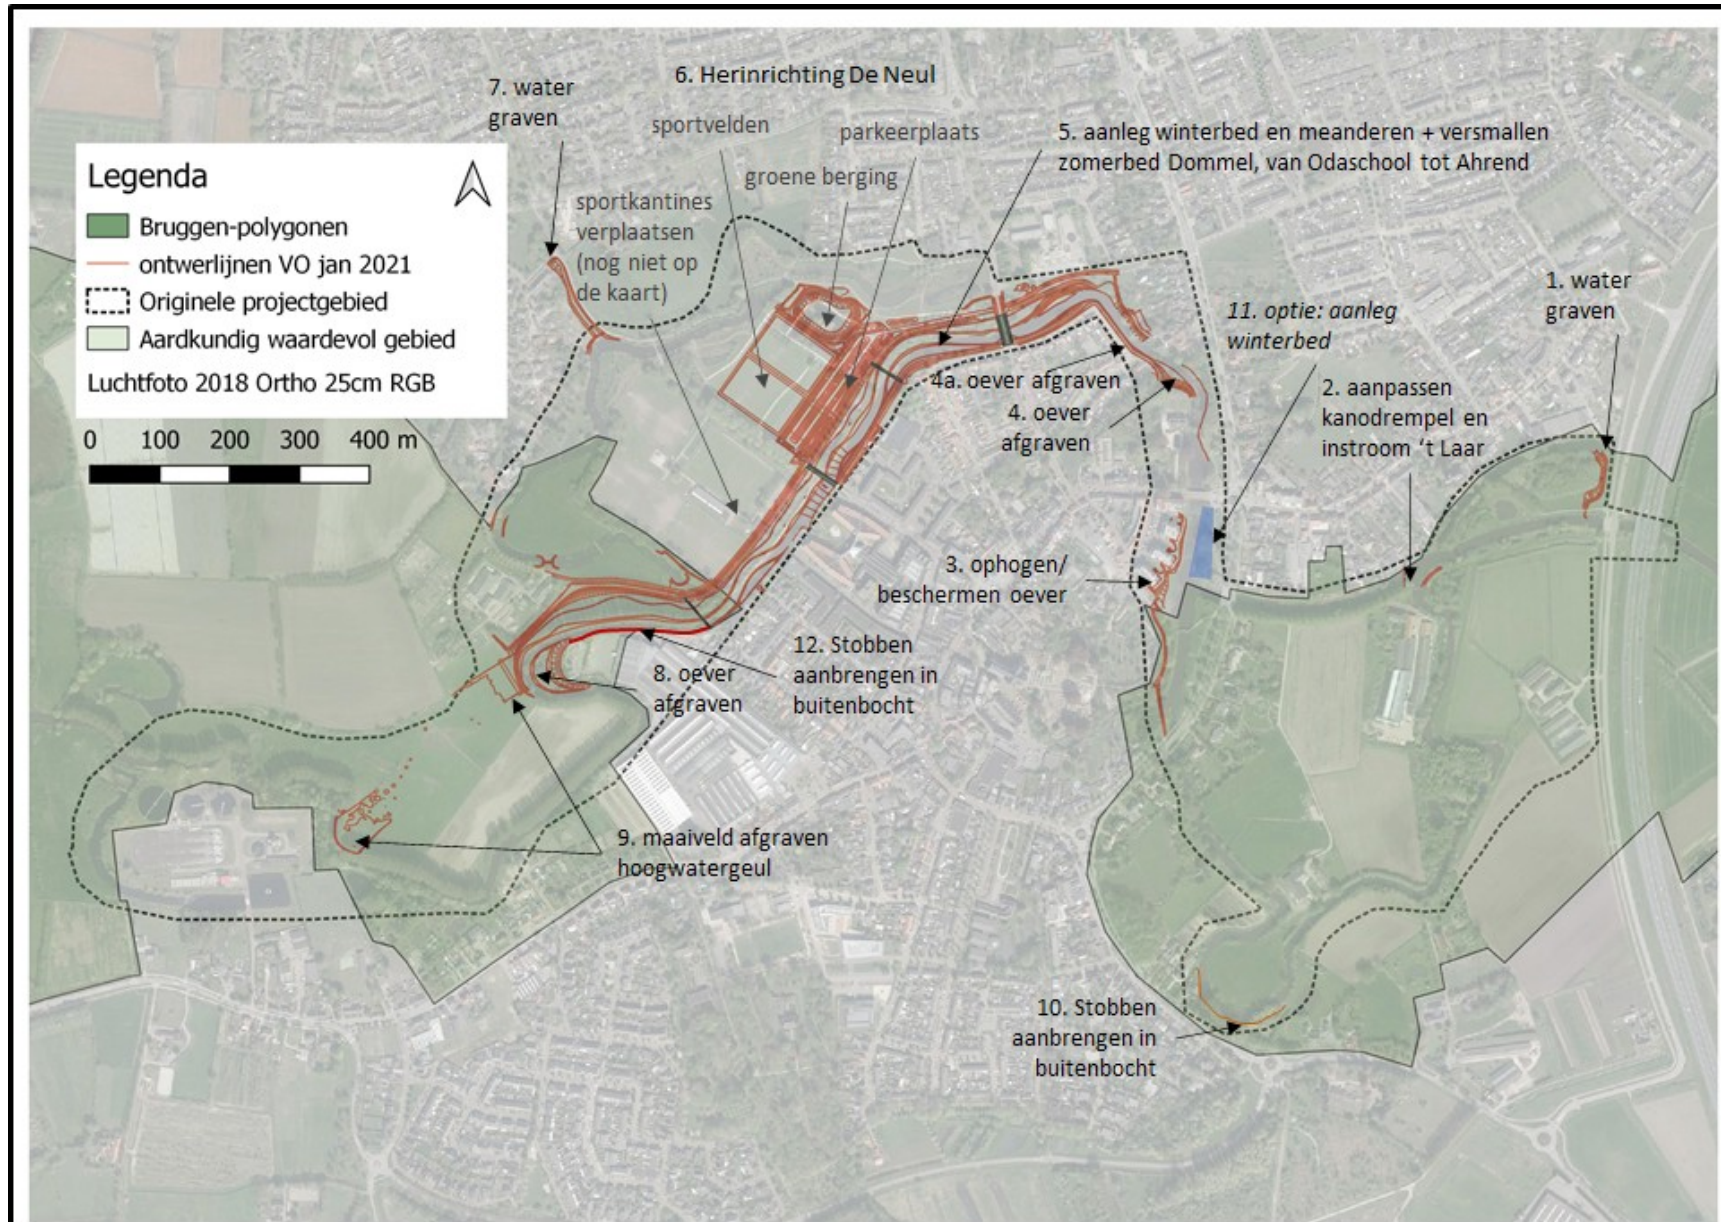 6. Herinrichting De Neul
7. water
graven
sportvelden
parkeerplaats
groene berging
sportkantines
verplaatsen
(nog niet op
de kaart)
5. aanleg winterbed en meanderen + versmallen
zomerbed Dommel, van Odaschool tot Ahrend
Legenda
Bruggen-polygonen
ontwerlijnen VO jan 2021
Originele projectgebied
Aardkundig waardevol gebied
Luchtfoto 2018 Ortho 25cm RGB
0 100 200 300 400 m
1. water
graven
11. optie: aanleg
winterbed
2. aanpassen
kanodrempel en
instroom ‘t Laar
4a. oever afgraven
4. oever
afgraven
3. ophogen/
beschermen oever
12. Stobben
aanbrengen in
buitenbocht
8. oever
afgraven
9. maaiveld afgraven
hoogwatergeul
10. Stobben
aanbrengen in
buitenbocht